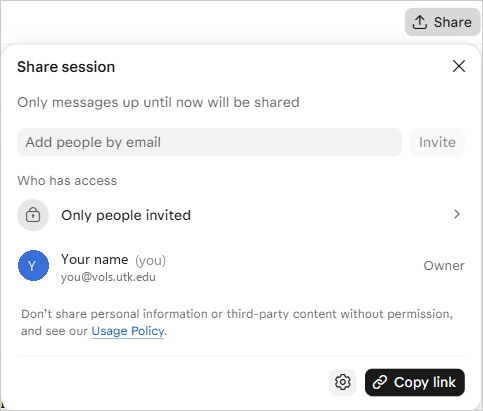 Share
Share session
Only messages up until now will be shared
Add people by email
Invite
Who has access
Only people invited
Y
Your name (you)
you@vols.utk.edu
Owner
Don't share personal information or third-party content without permission,
and see our Usage Policy.
Copy link